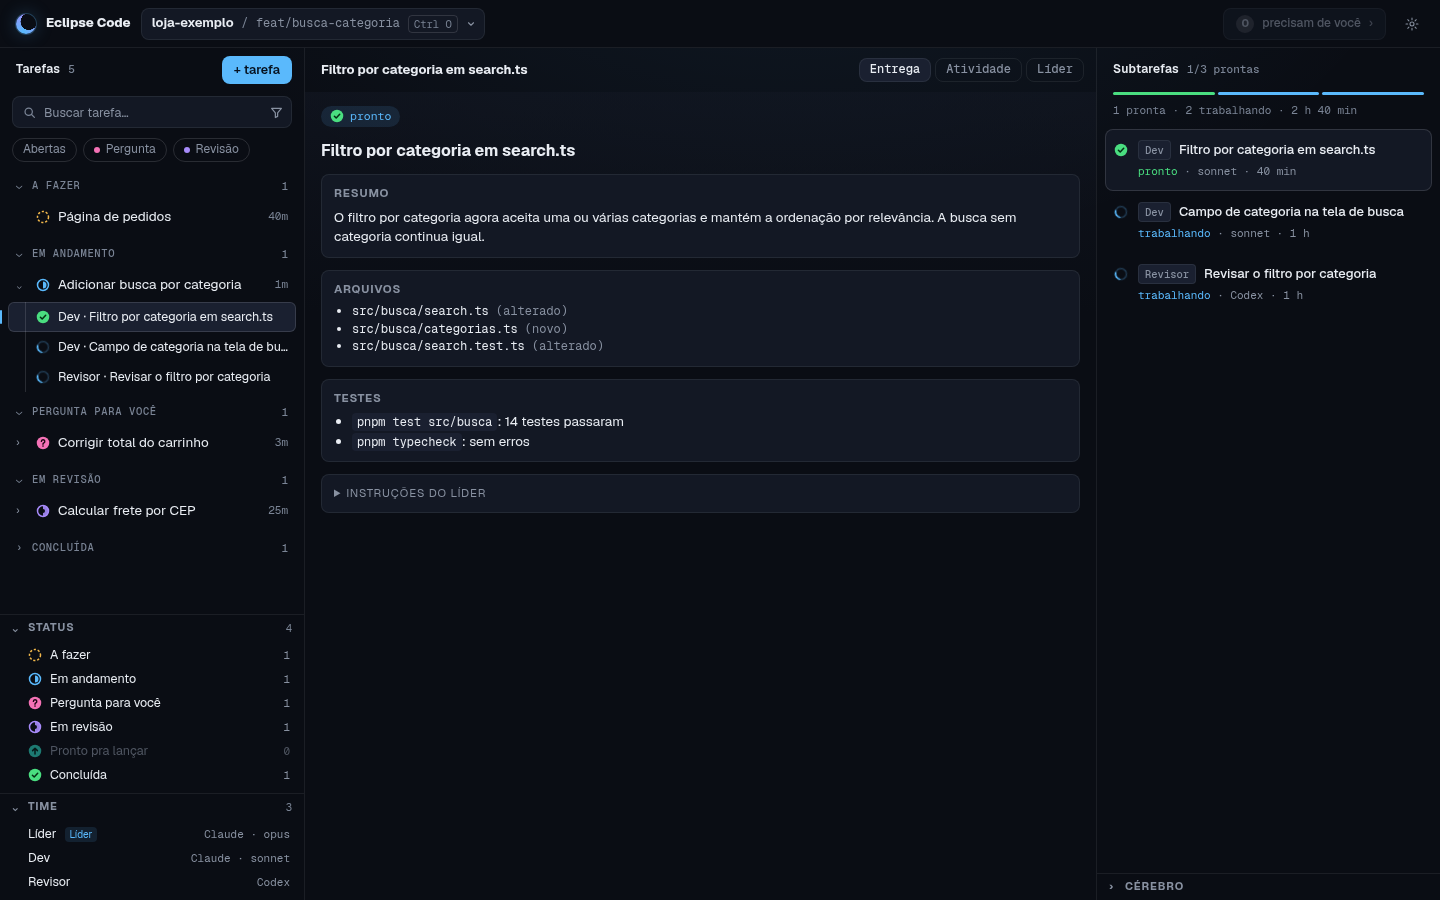 Eclipse Code
loja-exemplo / feat/busca-categoria Ctrl O
0 precisam de você ›
Tarefas 5
+ tarefa
Buscar tarefa…
Abertas
Pergunta
Revisão
A FAZER 1
Página de pedidos 40m
EM ANDAMENTO 1
Adicionar busca por categoria 1m
Dev · Filtro por categoria em search.ts
Dev · Campo de categoria na tela de bu…
Revisor · Revisar o filtro por categoria
PERGUNTA PARA VOCÊ 1
Corrigir total do carrinho 3m
EM REVISÃO 1
Calcular frete por CEP 25m
CONCLUÍDA 1
STATUS 4
A fazer 1
Em andamento 1
Pergunta para você 1
Em revisão 1
Pronto pra lançar 0
Concluída 1
TIME 3
Líder Líder Claude · opus
Dev Claude · sonnet
Revisor Codex
Filtro por categoria em search.ts
Entrega
Atividade
Líder
pronto
Filtro por categoria em search.ts
RESUMO
O filtro por categoria agora aceita uma ou várias categorias e mantém a ordenação por relevância. A busca sem
categoria continua igual.
ARQUIVOS
• src/busca/search.ts (alterado)
• src/busca/categorias.ts (novo)
• src/busca/search.test.ts (alterado)
TESTES
• pnpm test src/busca : 14 testes passaram
• pnpm typecheck : sem erros
INSTRUÇÕES DO LÍDER
Subtarefas 1/3 prontas
1 pronta · 2 trabalhando · 2 h 40 min
Dev Filtro por categoria em search.ts
pronto · sonnet · 40 min
Dev Campo de categoria na tela de busca
trabalhando · sonnet · 1 h
Revisor Revisar o filtro por categoria
trabalhando · Codex · 1 h
CÉREBRO